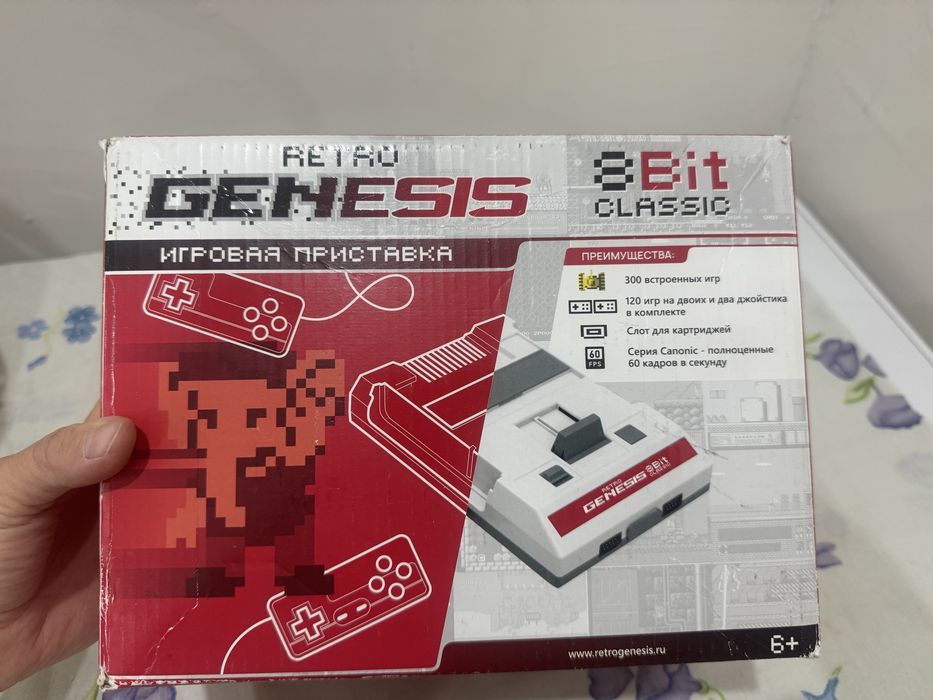 RETRO
GENESIS
8Bit
CLASSIC
ИГРОВАЯ ПРИСТАВКА
ПРЕИМУЩЕСТВА:
300 встроенных игр
120 игр на двоих и два джойстика
в комплекте
Слот для картриджей
60
FPS
Серия Canonic - полноценные
60 кадров в секунду
RETRO
GENESIS 8Bit
CLASSIC
www.retrogenesis.ru
6+